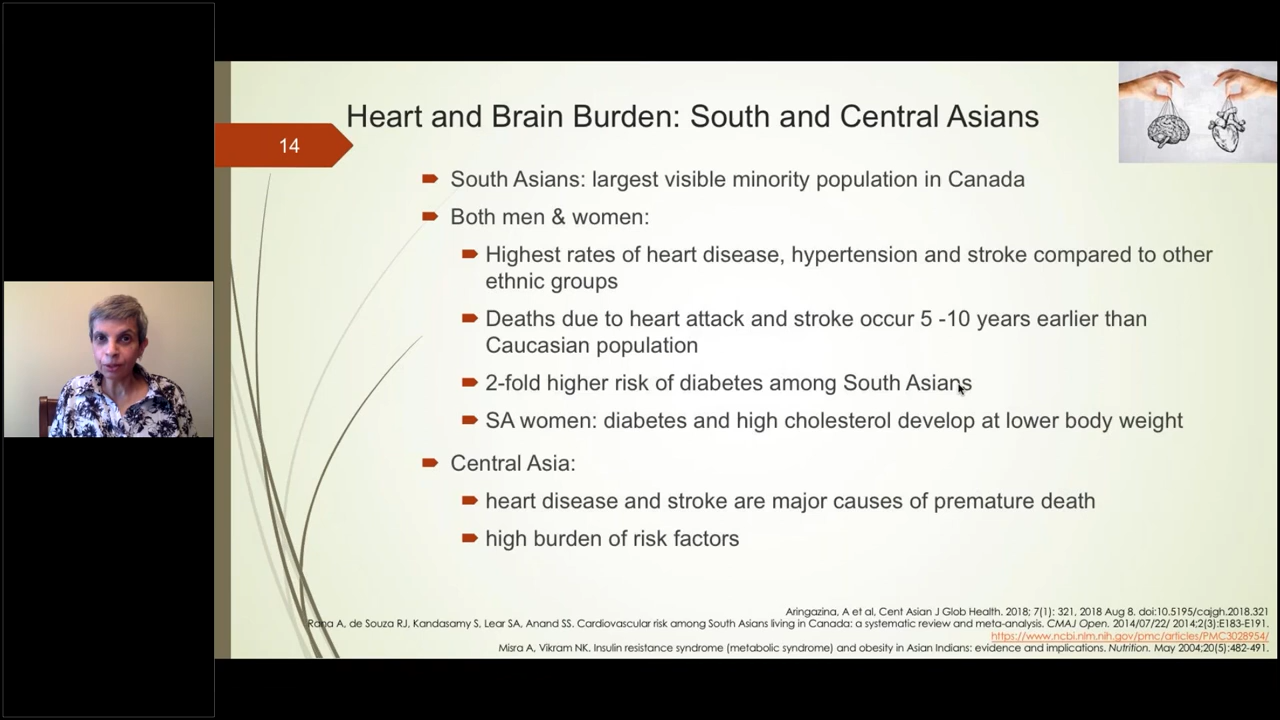 Heart and Brain Burden: South and Central Asians
14
South Asians: largest visible minority population in Canada
Both men & women:
Highest rates of heart disease, hypertension and stroke compared to other
ethnic groups
Deaths due to heart attack and stroke occur 5 -10 years earlier than
Caucasian population
2-fold higher risk of diabetes among South Asians
SA women: diabetes and high cholesterol develop at lower body weight
Central Asia:
heart disease and stroke are major causes of premature death
high burden of risk factors
Aringazina, A et al, Cent Asian J Glob Health. 2018; 7(1): 321, 2018 Aug 8. doi:10.5195/cajgh.2018.321
Rana A, de Souza RJ, Kandasamy S, Lear SA, Anand SS. Cardiovascular risk among South Asians living in Canada: a systematic review and meta-analysis. CMAJ Open. 2014/07/22/ 2014;2(3):E183-E191.
https://www.ncbi.nlm.nih.gov/pmc/articles/PMC3028954/
Misra A, Vikram NK. Insulin resistance syndrome (metabolic syndrome) and obesity in Asian Indians: evidence and implications. Nutrition. May 2004;20(5):482-491.